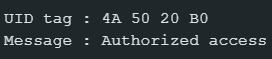 UID tag : 4A 50 20 B0
Message : Authorized access